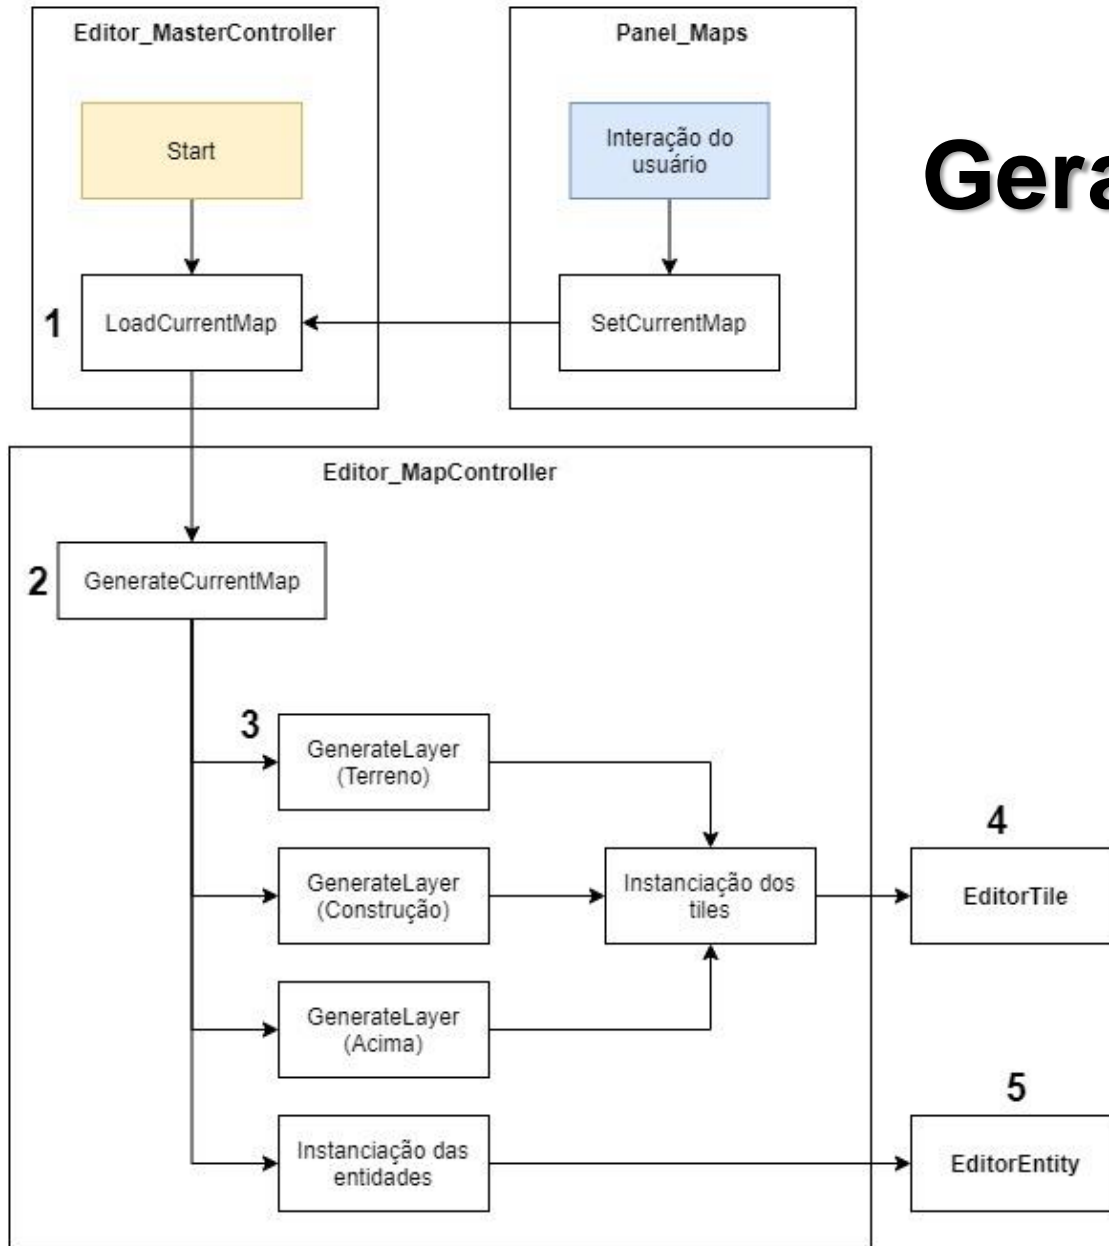 Editor_MasterController
Start
1
LoadCurrentMap
Panel_Maps
Interação do
usuário
SetCurrentMap
Editor_MapController
2
GenerateCurrentMap
3
GenerateLayer
(Terreno)
GenerateLayer
(Construção)
GenerateLayer
(Acima)
Instanciação dos
tiles
4
EditorTile
Instanciação das
entidades
5
EditorEntity